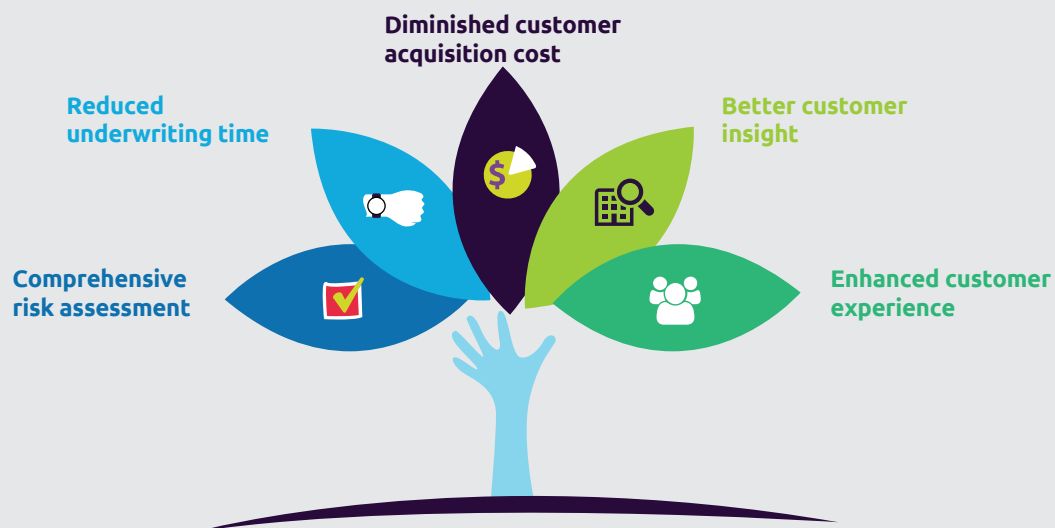 Diminished customer
acquisition cost
Reduced
underwriting time
Better customer
insight
Comprehensive
risk assessment
Enhanced customer
experience
$